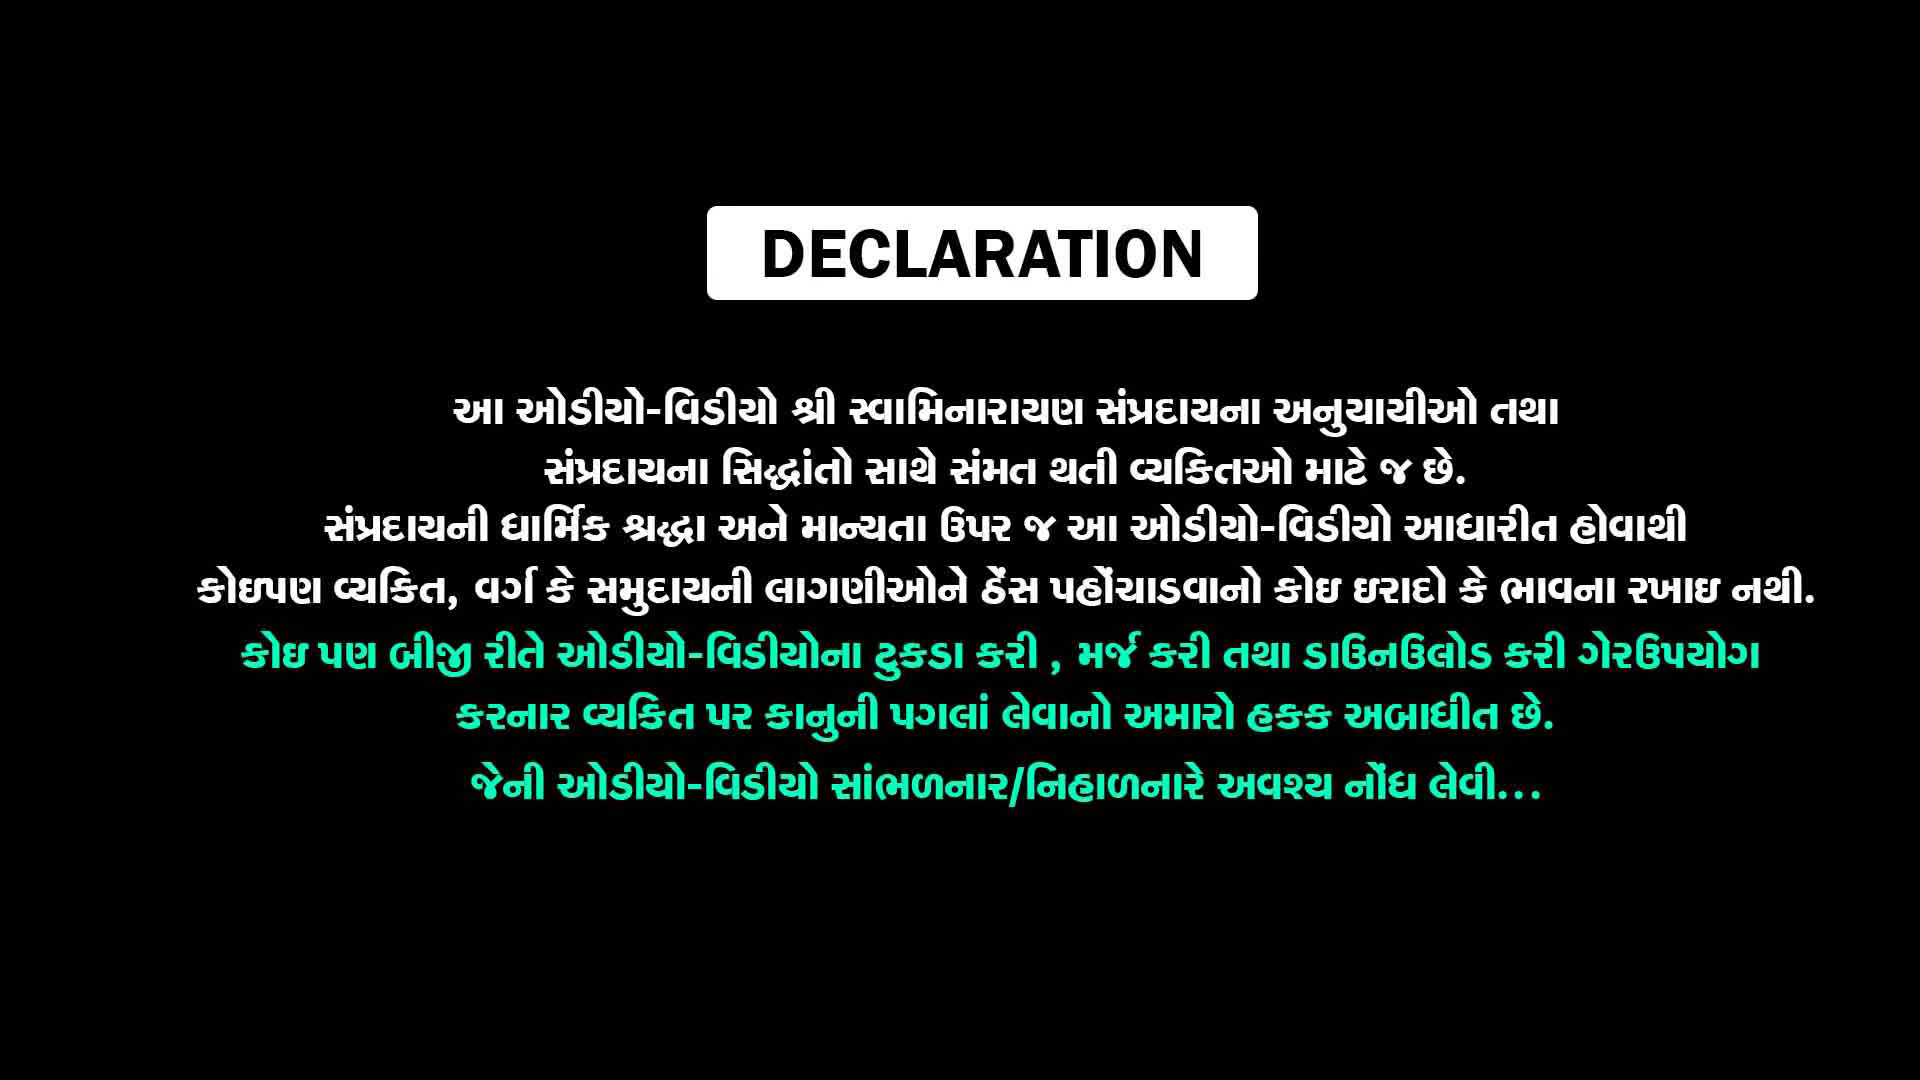 DECLARATION
આ ઓડીયો-વિડીયો શ્રી સ્વામિનારાયણ સંપ્રદાયના અનુયાયીઓ તથા
સંપ્રદાયના સિદ્ધાંતો સાથે સંમત થતી વ્યકિતઓ માટે જ છે.
સંપ્રદાયની ધાર્મિક શ્રદ્ધા અને માન્યતા ઉપર જ આ ઓડીયો-વિડીયો આધારીત હોવાથી
કોઇપણ વ્યકિત, વર્ગ કે સમુદાયની લાગણીઓને ઠેંસ પહોંચાડવાનો કોઇ ઇરાદો કે ભાવના રખાઇ નથી.
કોઇ પણ બીજી રીતે ઓડીયો-વિડીયોના ટુકડા કરી , મર્જ કરી તથા ડાઉનઉલોડ કરી ગેરઉપયોગ
કરનાર વ્યકિત પર કાનુની પગલાં લેવાનો અમારો હકક અબાધીત છે.
જેની ઓડીયો-વિડીયો સાંભળનાર/નિહાળનારે અવશ્ય નોંધ લેવી...